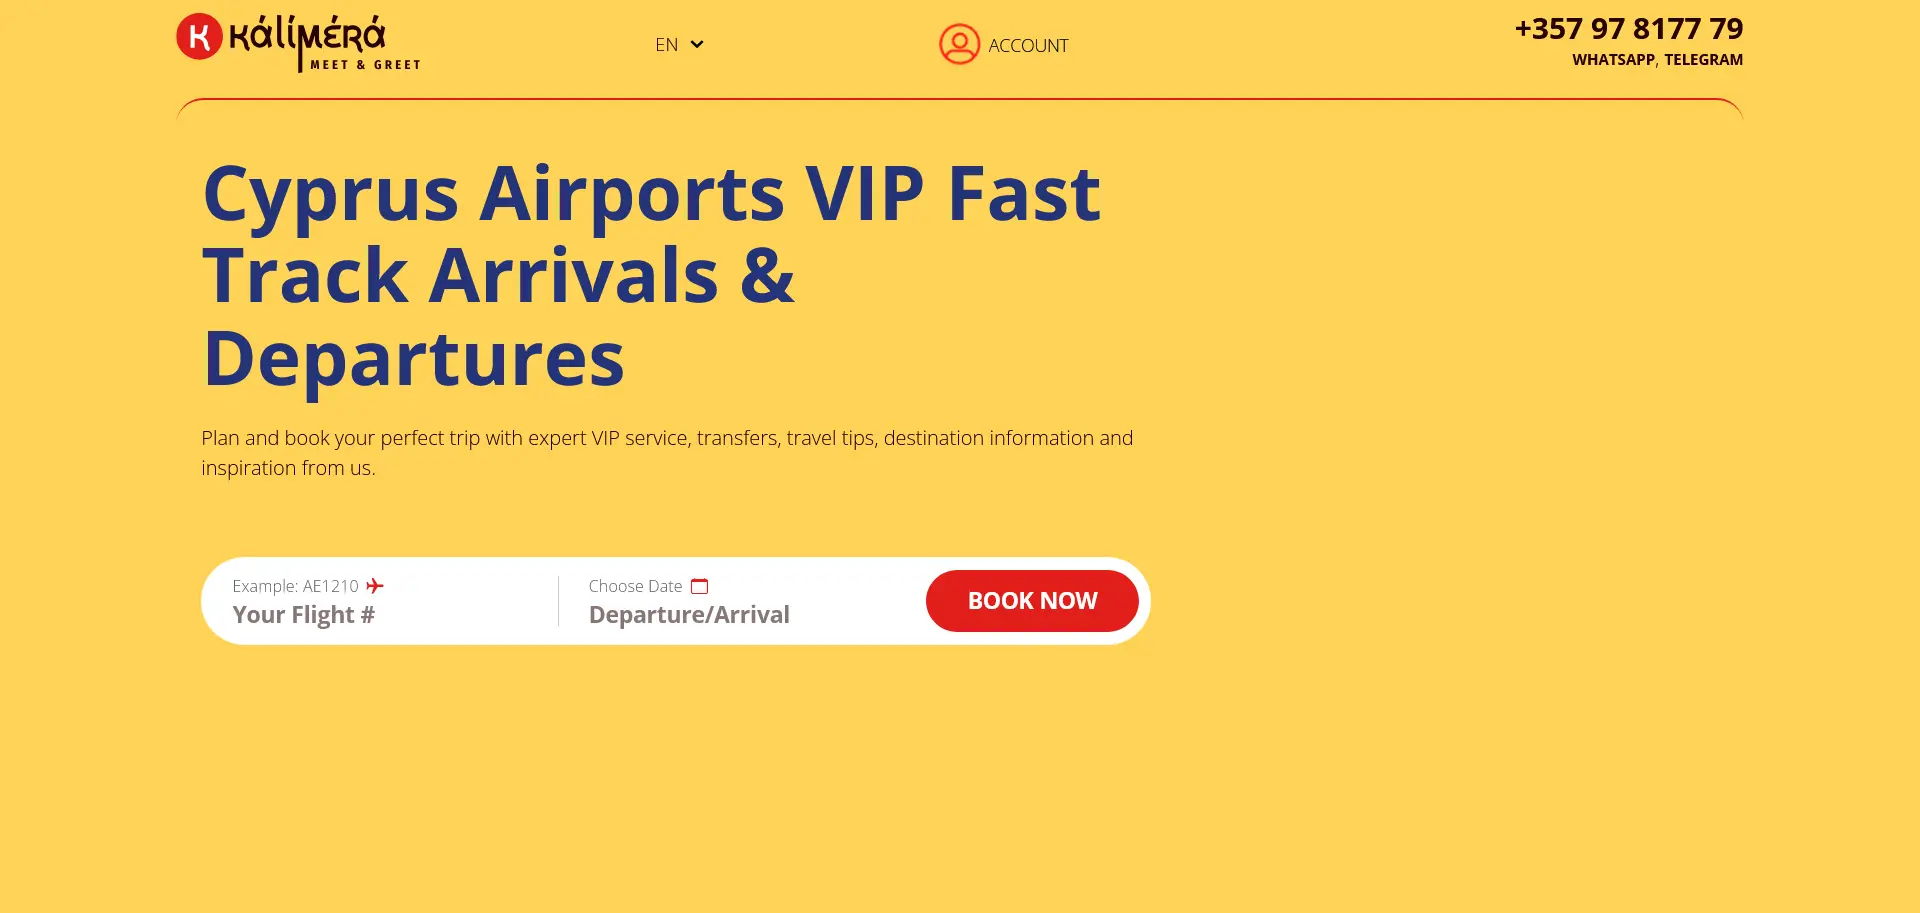 K Kálímérá
MEET & GREET
EN
ACCOUNT
+357 97 8177 79
WHATSAPP, TELEGRAM
Cyprus Airports VIP Fast
Track Arrivals &
Departures
Plan and book your perfect trip with expert VIP service, transfers, travel tips, destination information and
inspiration from us.
Example: AE1210
Your Flight #
Choose Date
Departure/Arrival
BOOK NOW